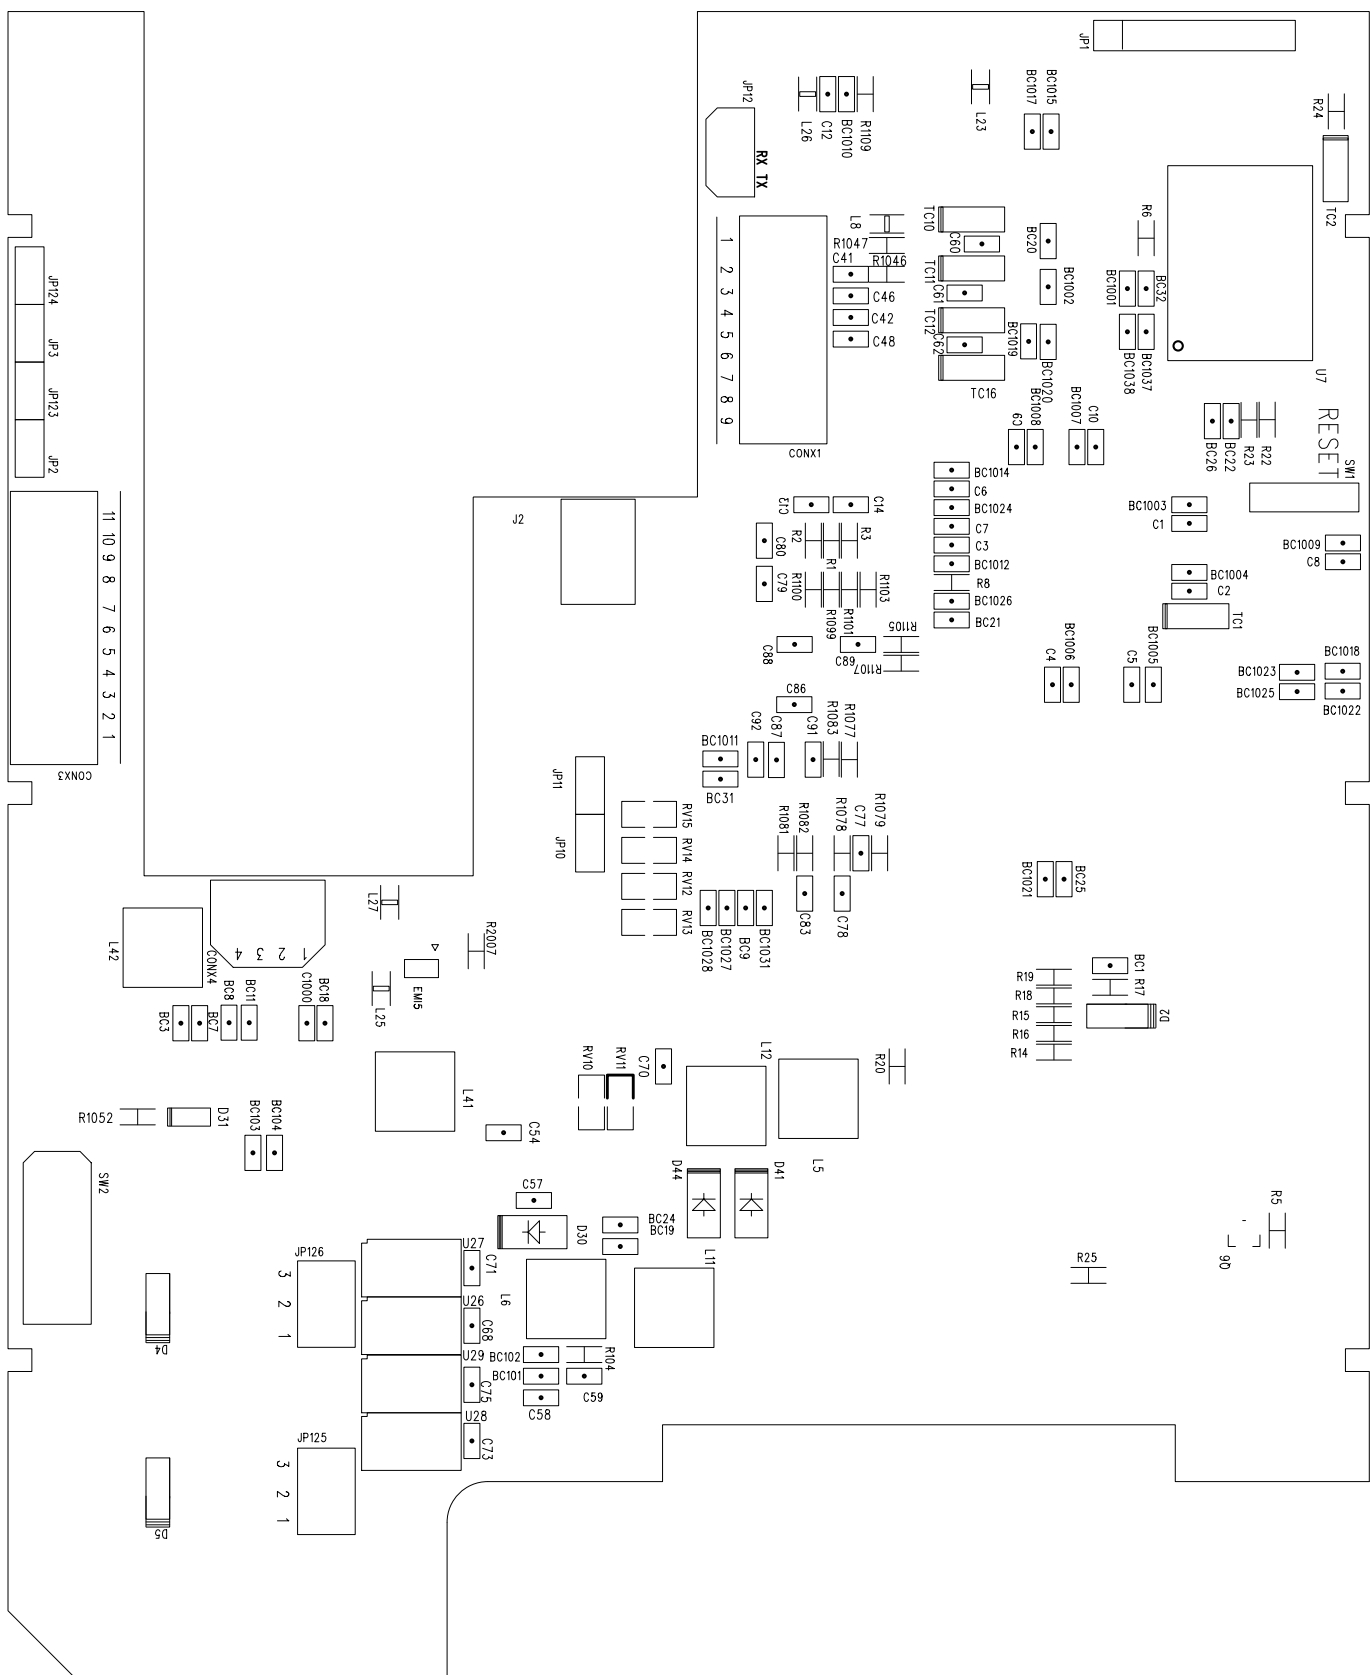 JP1
BC1017
BC1015
R24
JP12
L26
C12
BC1010
R1109
L23
RX TX
TC2
TC10
L8
R6
1
R1047
C60
BC20
C41
R1046
2
TC11
BC1002
BC1001
BC32
3
C46
C61
4
C42
TC12
5
C48
C62
BC1019
6
BC1020
BC1038
BC1037
7
TC16
U7
8
9
BC1008
C9
BC1007
C10
RESET
CONX1
BC26
BC22
R23
R22
SW1
JP124
JP3
JP123
JP2
BC1014
C6
BC1024
C7
C3
BC1012
R8
BC1026
BC21
BC1003
C1
BC1009
C8
BC1004
C2
TC1
J2
C13
C14
C80
R2
R3
R1
C79
R1100
R1103
R1099
R1101
R1105
C88
C89
R1107
C4
BC1006
C5
BC1005
BC1018
BC1023
BC1025
BC1022
11
10
9
8
7
6
5
4
3
2
1
CONX3
C86
C92
C87
C91
R1083
R1077
BC1011
BC31
JP11
JP10
RV15
RV14
RV12
RV13
R1081
R1082
R1078
C77
R1079
C83
C78
BC1028
BC1027
BC9
BC1031
BC1021
BC25
L27
L42
4 3 2 1
CONX4
R2007
EMI5
L25
BC3
BC7
BC8
BC11
C1000
BC18
BC1
R17
R19
R18
R15
R16
R14
D2
RV10
RV11
C70
L12
R20
L41
C54
L5
R1052
D31
BC103
BC104
SW2
D44
D41
C57
D30
BC24
BC19
L11
R5
Q6
R25
JP126
3
2
1
U27
C71
U26
C68
U29
C75
U28
C73
L6
BC102
BC101
R104
C58
C59
D4
JP125
3
2
1
D5